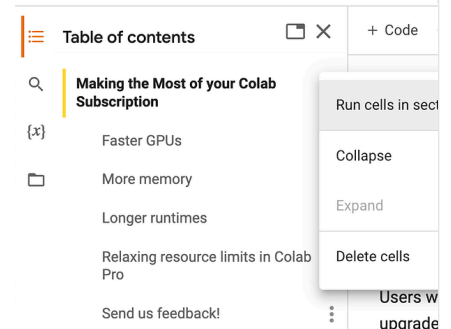 Table of contents
+ Code
Making the Most of your Colab
Subscription
Faster GPUs
More memory
Longer runtimes
Relaxing resource limits in Colab
Pro
Send us feedback!
{x}
Run cells in sect
Collapse
Expand
Delete cells
Users w
upgrade